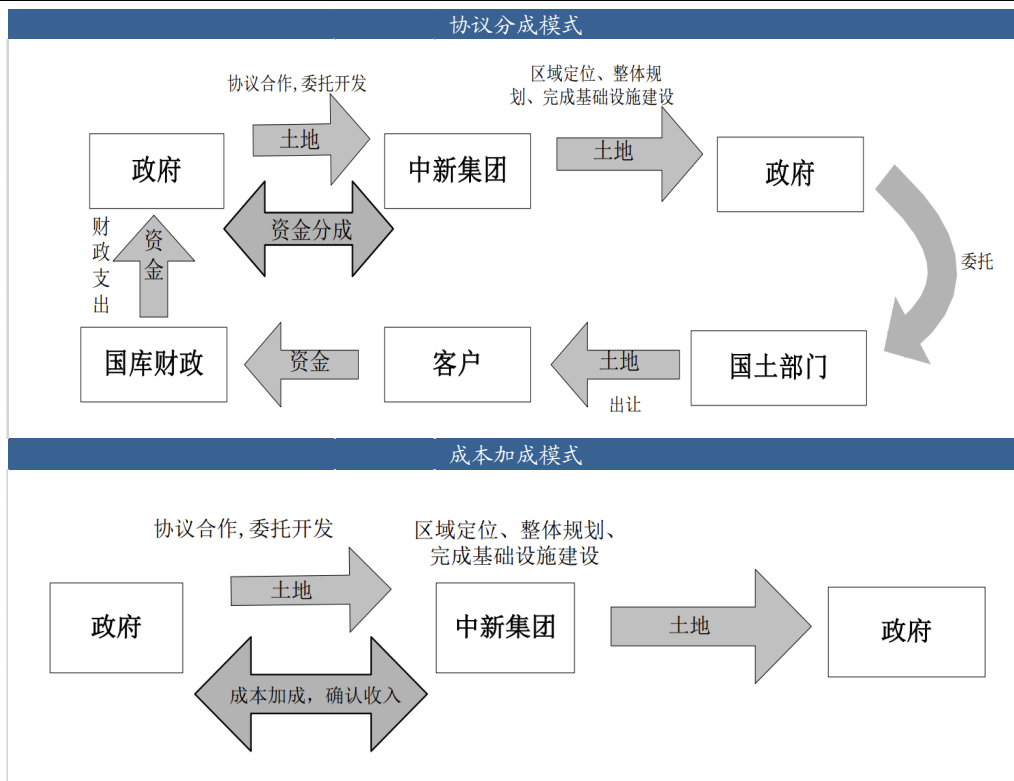 协议分成模式
协议合作,委托开发
区域定位、整体规
划、完成基础设施建设
政府
土地
中新集团
土地
政府
资金分成
委托
财
政
支
出
资
金
国库财政
资金
客户
土地
出让
国土部门
成本加成模式
协议合作,委托开发
区域定位、整体规划、
完成基础设施建设
政府
土地
中新集团
土地
政府
成本加成，确认收入